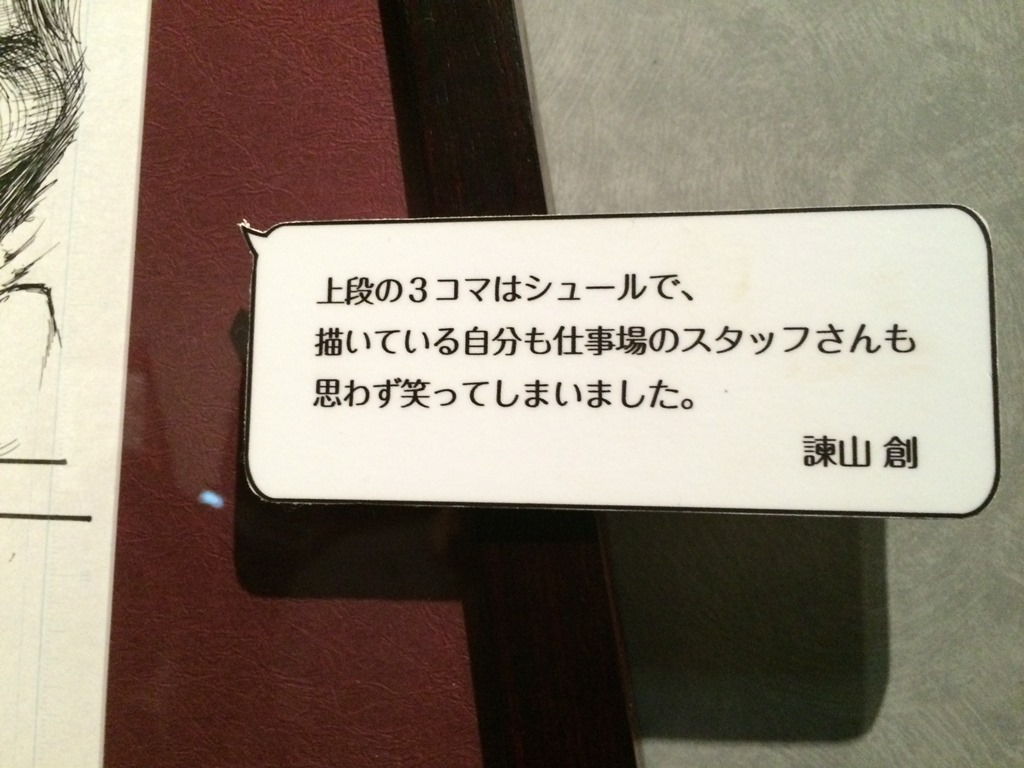 上段の3コマはシュールで、
描いている自分も仕事場のスタッフさんも
思わず笑ってしまいました。
諫山 創